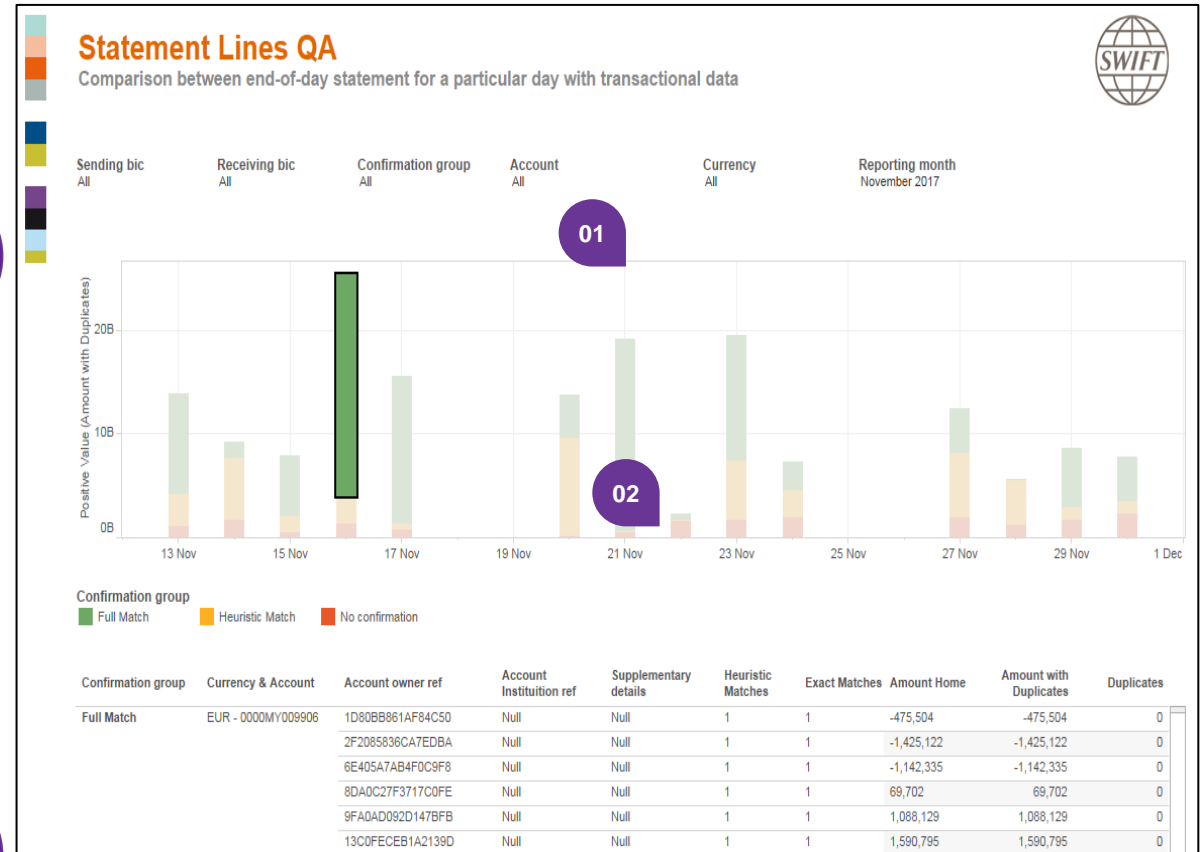 Statement Lines QA
Comparison between end-of-day statement for a particular day with transactional data
SWIFT
Sending bic Receiving bic Confirmation group Account Currency Reporting month
All All All All All November 2017
01
Positive Value (Amount with Duplicates)
20B
10B
0B
02
13 Nov 15 Nov 17 Nov 19 Nov 21 Nov 23 Nov 25 Nov 27 Nov 29 Nov 1 Dec
Confirmation group
Full Match Heuristic Match No confirmation
Confirmation group Currency & Account Account owner ref Account Instituition ref Supplementary details Heuristic Matches Exact Matches Amount Home Amount with Duplicates Duplicates
Full Match EUR - 0000MY009906 1D80BB861AF84C50 Null Null 1 1 -475,504 -475,504 0
2F2085836CA7EDBA Null Null 1 1 -1,425,122 -1,425,122 0
6E405A7AB4F0C9F8 Null Null 1 1 -1,142,335 -1,142,335 0
8DA0C27F3717C0FE Null Null 1 1 69,702 69,702 0
9FA0AD092D147BFB Null Null 1 1 1,088,129 1,088,129 0
13C0FECEB1A2139D Null Null 1 1 1,590,795 1,590,795 0